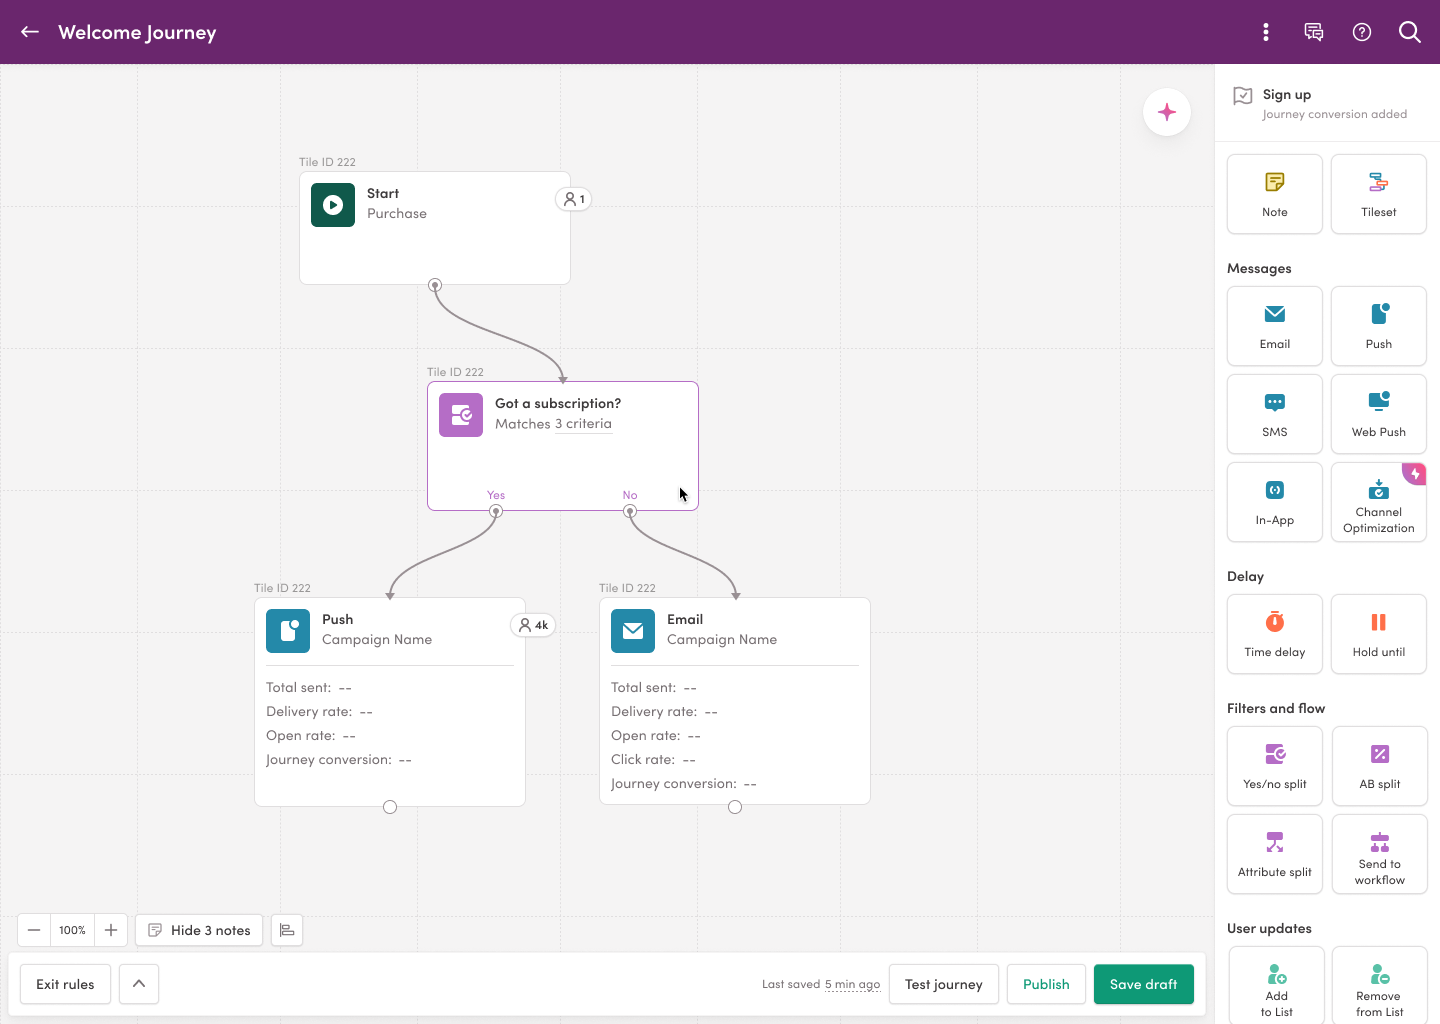 Welcome Journey
Tile ID 222
Start
Purchase
1
Tile ID 222
Got a subscription?
Matches 3 criteria
Yes
No
Tile ID 222
Push
Campaign Name
4k
Total sent: --
Delivery rate: --
Open rate: --
Journey conversion: --
Tile ID 222
Email
Campaign Name
Total sent: --
Delivery rate: --
Open rate: --
Click rate: --
Journey conversion: --
100%
Hide 3 notes
Exit rules
Last saved 5 min ago
Test journey
Publish
Save draft
Sign up
Journey conversion added
Note
Tileset
Messages
Email
Push
SMS
Web Push
In-App
Channel
Optimization
Delay
Time delay
Hold until
Filters and flow
Yes/no split
AB split
Attribute split
Send to
workflow
User updates
Add
to List
Remove
from List